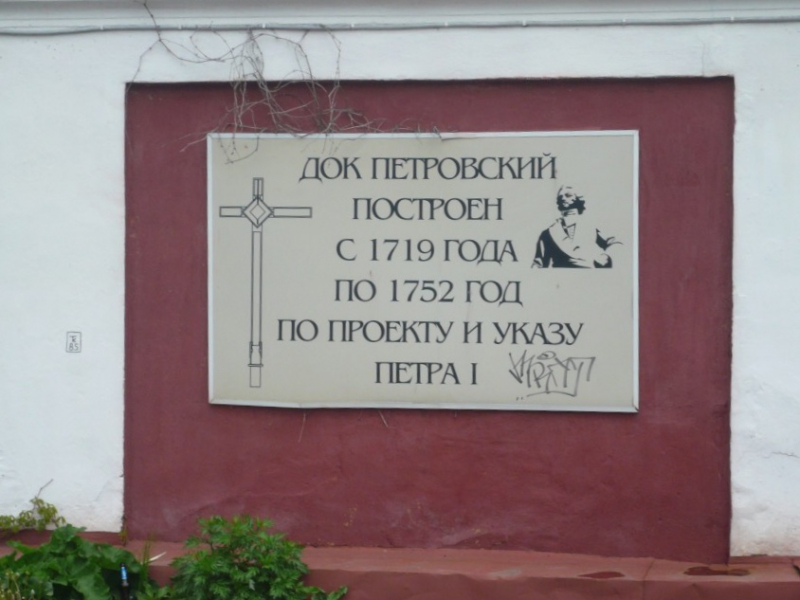 ДОК ПЕТРОВСКИЙ
ПОСТРОЕН
С 1719 ГОДА
ПО 1752 ГОД
ПО ПРОЕКТУ И УКАЗУ
ПЕТРА I